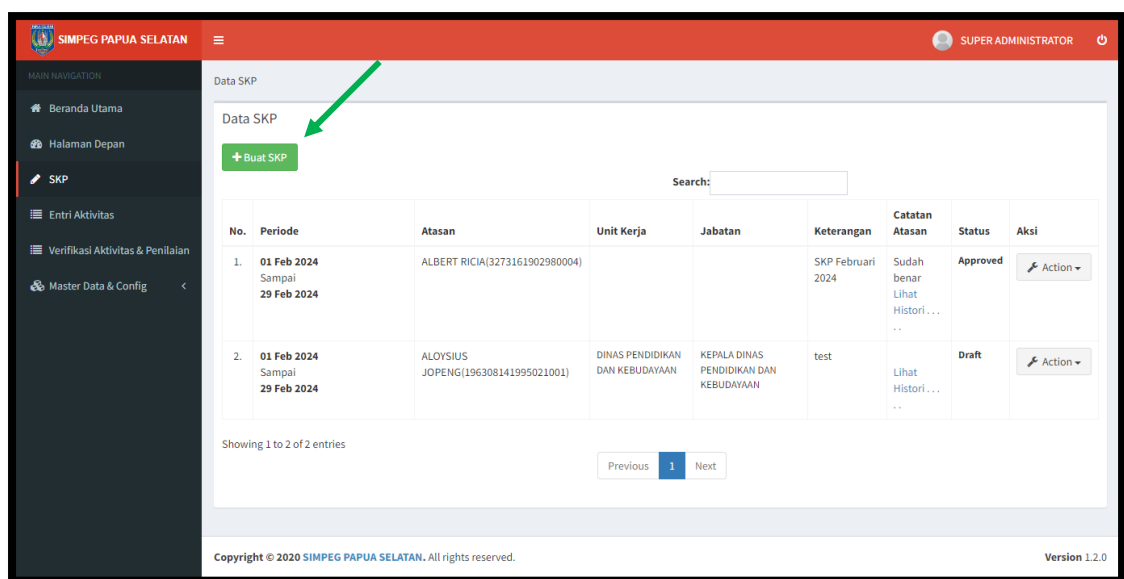 SIMPEG PAPUA SELATAN
SUPER ADMINISTRATOR
MAIN NAVIGATION
Beranda Utama
Halaman Depan
SKP
Entri Aktivitas
Verifikasi Aktivitas & Penilaian
Master Data & Config
Data SKP
Data SKP
Buat SKP
Search:
No. Periode Atasan Unit Kerja Jabatan Keterangan Catatan Atasan Status Aksi
1. 01 Feb 2024 Sampai 29 Feb 2024 ALBERT RICIA(3273161902980004) SKP Februari 2024 Sudah benar Lihat Histori . . . . . Approved Action
2. 01 Feb 2024 Sampai 29 Feb 2024 ALOYSIUS JOPENG(196308141995021001) DINAS PENDIDIKAN DAN KEBUDAYAAN KEPALA DINAS PENDIDIKAN DAN KEBUDAYAAN test Lihat Histori . . . . . Draft Action
Showing 1 to 2 of 2 entries
Previous 1 Next
Copyright © 2020 SIMPEG PAPUA SELATAN. All rights reserved.
Version 1.2.0